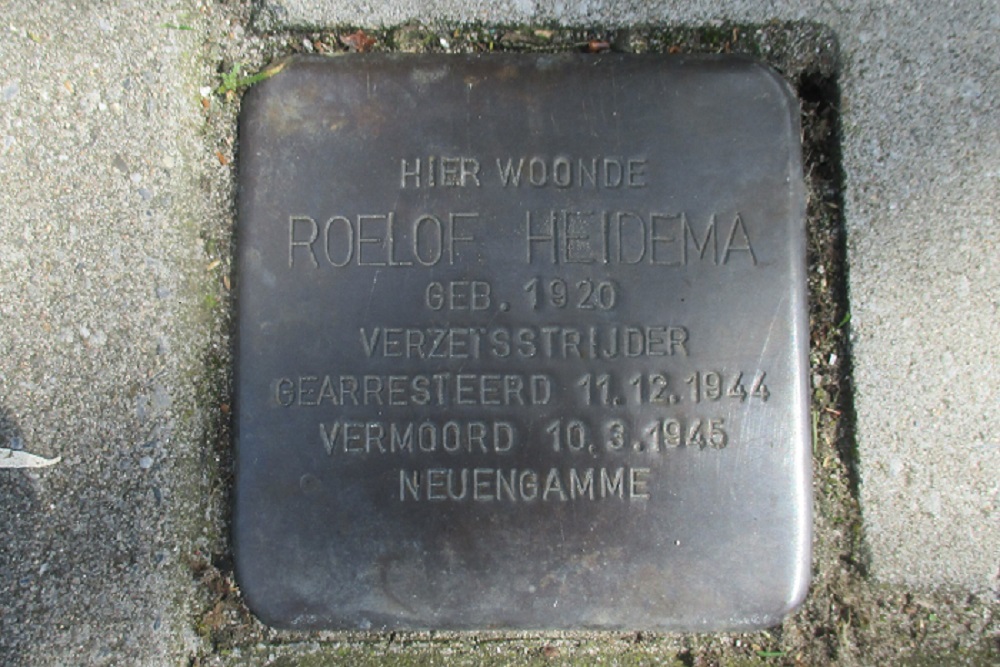 HIER WOONDE
ROELOF HEIDEMA
GEB. 1920
VERZETSSTRIJDER
GEARRESTEERD 11.12.1944
VERMOORD 10.3.1945
NEUENGAMME